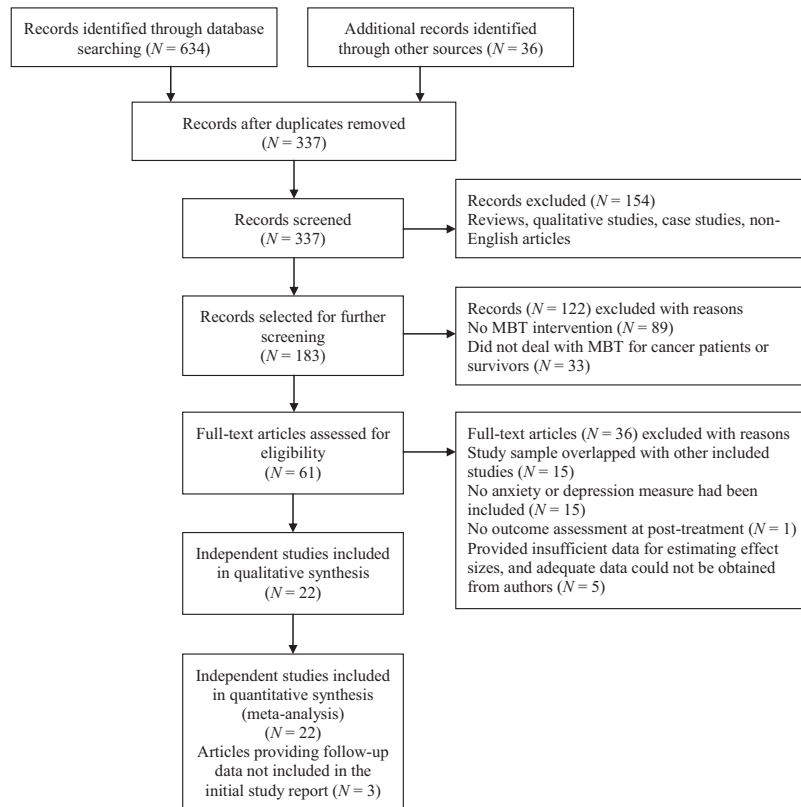 Records identified through database
searching (N = 634)
Additional records identified
through other sources (N = 36)
Records after duplicates removed
(N = 337)
Records screened
(N = 337)
Records excluded (N = 154)
Reviews, qualitative studies, case studies, non-
English articles
Records selected for further
screening
(N = 183)
Records (N = 122) excluded with reasons
No MBT intervention (N = 89)
Did not deal with MBT for cancer patients or
survivors (N = 33)
Full-text articles assessed for
eligibility
(N = 61)
Full-text articles (N = 36) excluded with reasons
Study sample overlapped with other included
studies (N = 15)
No anxiety or depression measure had been
included (N = 15)
No outcome assessment at post-treatment (N = 1)
Provided insufficient data for estimating effect
sizes, and adequate data could not be obtained
from authors (N = 5)
Independent studies included
in qualitative synthesis
(N = 22)
Independent studies included
in quantitative synthesis
(meta-analysis)
(N = 22)
Articles providing follow-up
data not included in the
initial study report (N = 3)